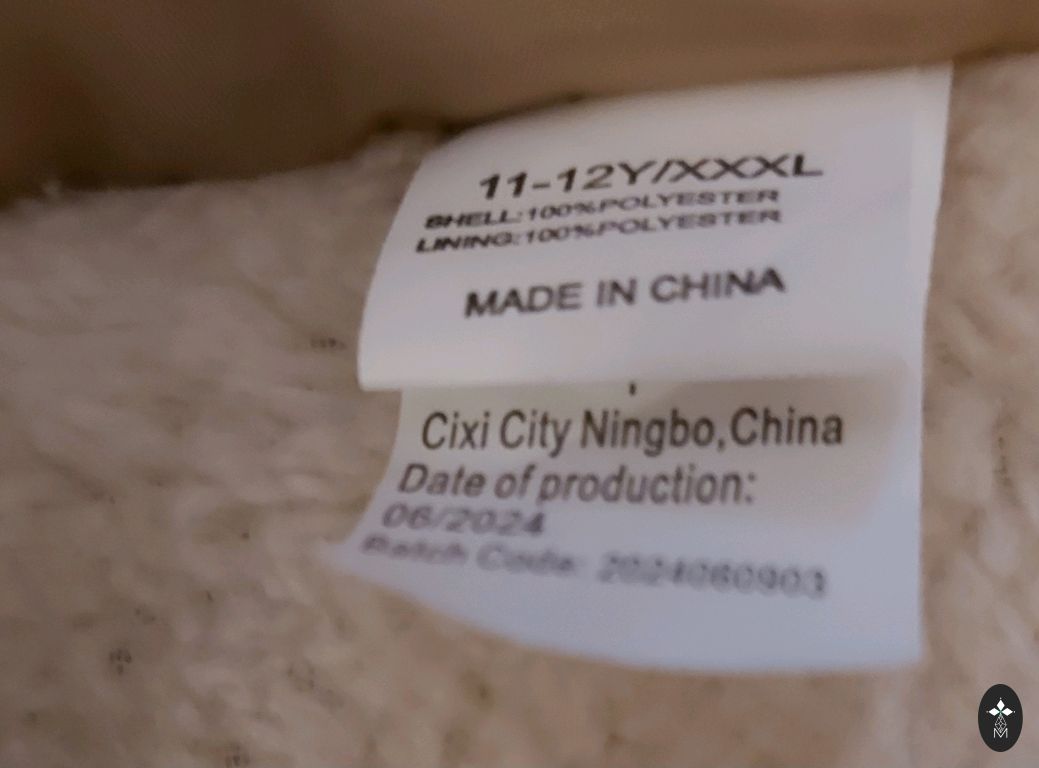 11-12Y/XXXL
SHELL:100%POLYESTER
LINING:100%POLYESTER
MADE IN CHINA
Cixi City Ningbo,China
Date of production:
06/2024
Batch Code: 2024060903